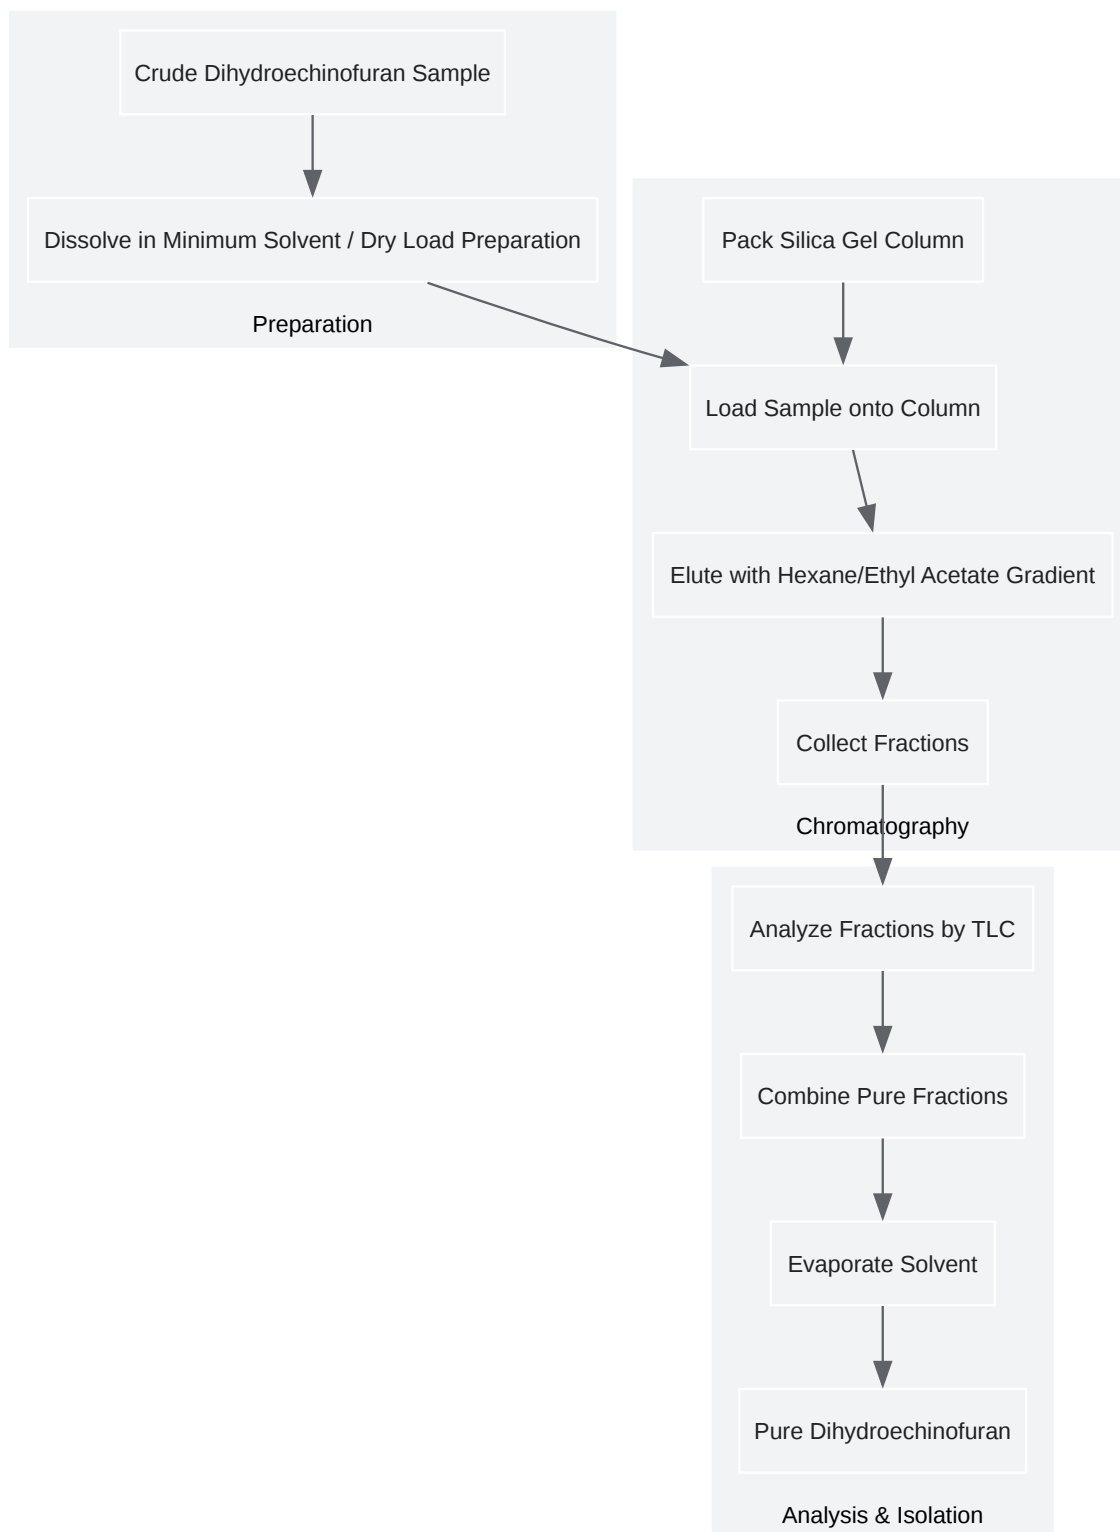 Crude Dihydroechinofuran Sample
Dissolve in Minimum Solvent / Dry Load Preparation
Preparation
Pack Silica Gel Column
Load Sample onto Column
Elute with Hexane/Ethyl Acetate Gradient
Collect Fractions
Chromatography
Analyze Fractions by TLC
Combine Pure Fractions
Evaporate Solvent
Pure Dihydroechinofuran
Analysis & Isolation